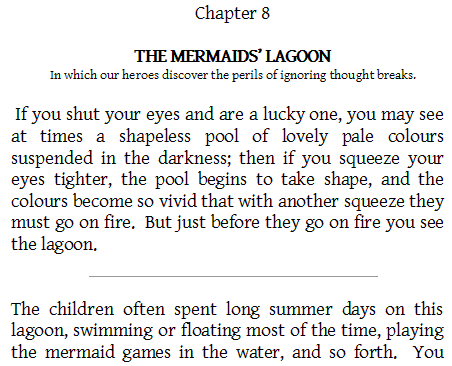 Chapter 8
THE MERMAIDS’ LAGOON
In which our heroes discover the perils of ignoring thought breaks.
If you shut your eyes and are a lucky one, you may see
at times a shapeless pool of lovely pale colours
suspended in the darkness; then if you squeeze your
eyes tighter, the pool begins to take shape, and the
colours become so vivid that with another squeeze they
must go on fire.  But just before they go on fire you see
the lagoon.
The children often spent long summer days on this
lagoon, swimming or floating most of the time, playing
the mermaid games in the water, and so forth.  You